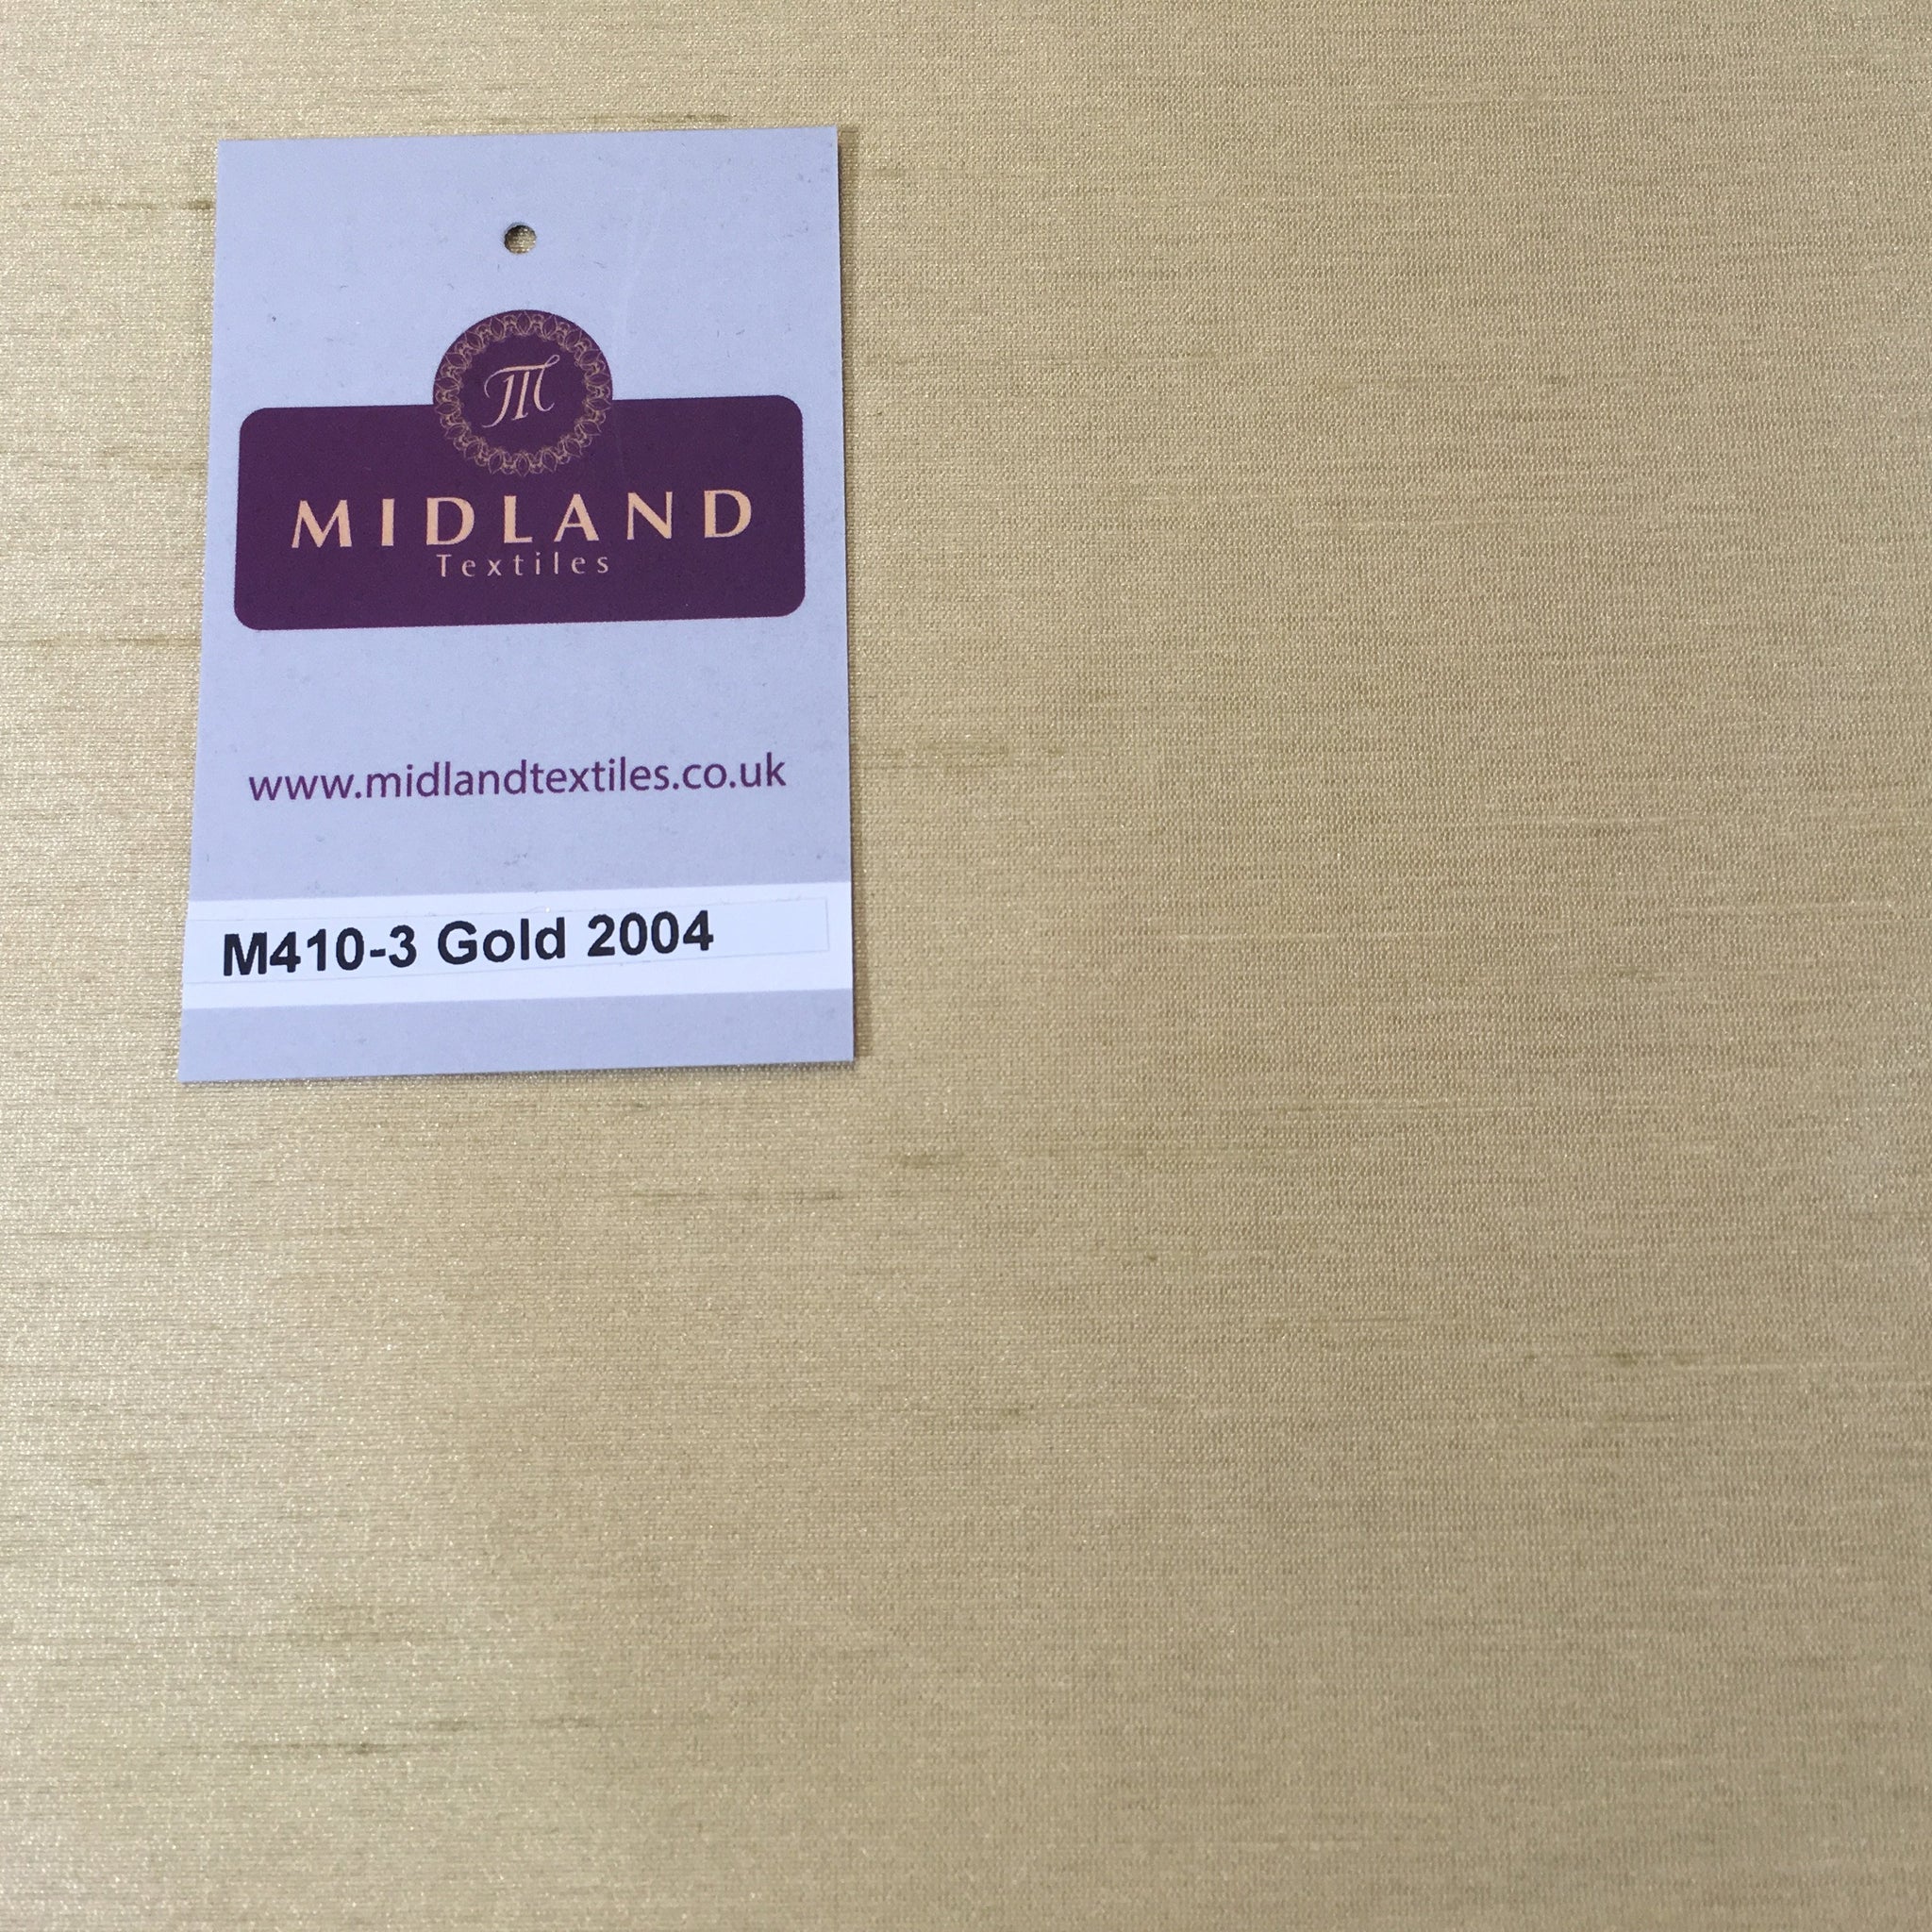 M
MIDLAND
Textiles
www.midlandtextiles.co.uk
M410-3 Gold 2004